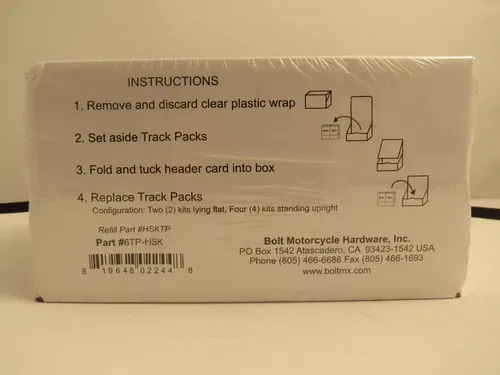 INSTRUCTIONS
1. Remove and discard clear plastic wrap
2. Set aside Track Packs
3. Fold and tuck header card into box
4. Replace Track Packs
Configuration: Two (2) kits lying flat, Four (4) kits standing upright
Refill Part #HSKTP
Part #6TP-HSK
8 19648 02244 8
Bolt Motorcycle Hardware, Inc.
PO Box 1542 Atascadero, CA 93423-1542 USA
Phone (805) 466-6686 Fax (805) 466-1693
www.boltmx.com